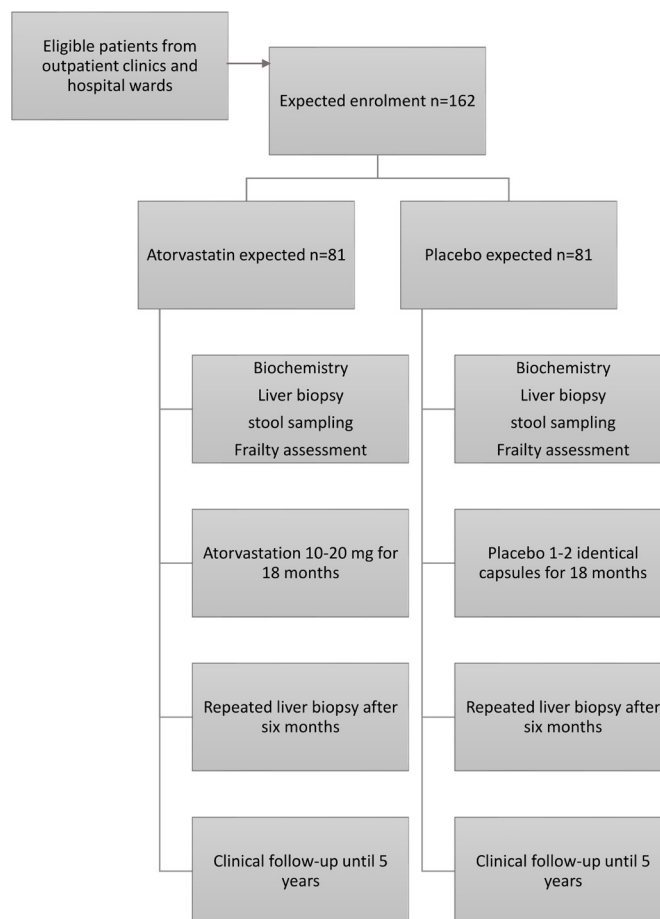 Eligible patients from
outpatient clinics and
hospital wards
Expected enrolment n=162
Atorvastatin expected n=81
Placebo expected n=81
Biochemistry
Liver biopsy
stool sampling
Frailty assessment
Biochemistry
Liver biopsy
stool sampling
Frailty assessment
Atorvastation 10-20 mg for
18 months
Placebo 1-2 identical
capsules for 18 months
Repeated liver biopsy after
six months
Repeated liver biopsy after
six months
Clinical follow-up until 5
years
Clinical follow-up until 5
years